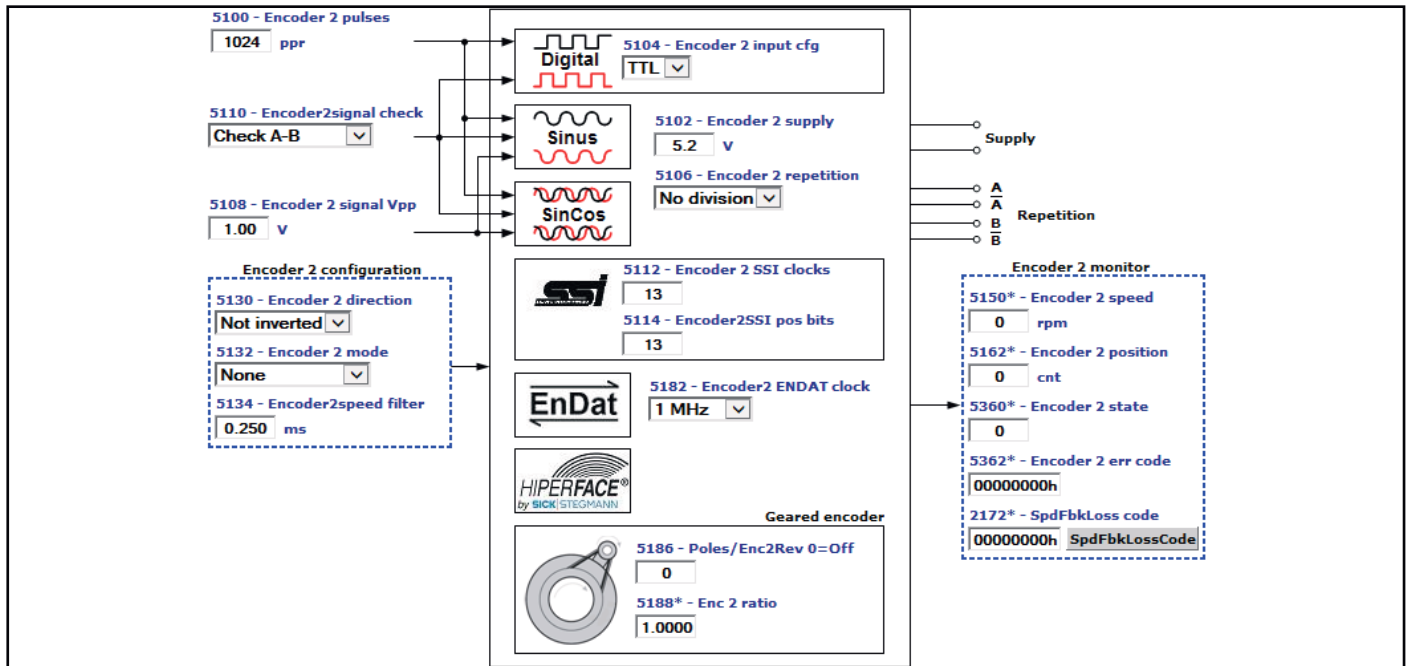 5100 - Encoder 2 pulses
1024 ppr
5110 - Encoder2signal check
Check A-B
5108 - Encoder 2 signal Vpp
1.00 V
Encoder 2 configuration
5130 - Encoder 2 direction
Not inverted
5132 - Encoder 2 mode
None
5134 - Encoder2speed filter
0.250 ms
Digital
5104 - Encoder 2 input cfg
TTL
Sinus
5102 - Encoder 2 supply
5.2 V
5106 - Encoder 2 repetition
No division
SinCos
ssi
5112 - Encoder 2 SSI clocks
13
5114 - Encoder2SSI pos bits
13
EnDat
5182 - Encoder2 ENDAT clock
1 MHz
HIPERFACE®
by SICK|STEGMANN
Geared encoder
5186 - Poles/Enc2Rev 0=Off
0
5188* - Enc 2 ratio
1.0000
Supply
A
A̅
B
B̅
Repetition
Encoder 2 monitor
5150* - Encoder 2 speed
0 rpm
5162* - Encoder 2 position
0 cnt
5360* - Encoder 2 state
0
5362* - Encoder 2 err code
00000000h
2172* - SpdFbkLoss code
00000000h SpdFbkLossCode